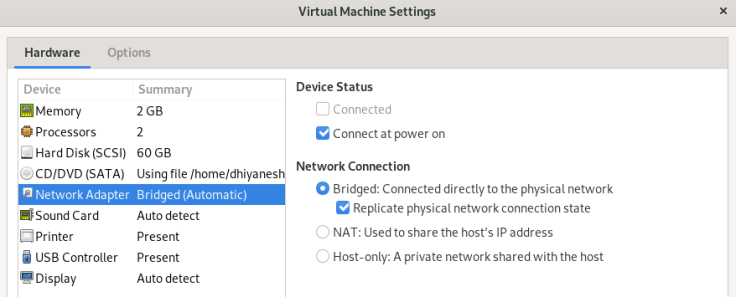 Virtual Machine Settings
×
Hardware Options
Device Summary
Memory 2 GB
Processors 2
Hard Disk (SCSI) 60 GB
CD/DVD (SATA) Using file /home/dhiyanesh
Network Adapter Bridged (Automatic)
Sound Card Auto detect
Printer Present
USB Controller Present
Display Auto detect
Device Status
Connected
Connect at power on
Network Connection
Bridged: Connected directly to the physical network
Replicate physical network connection state
NAT: Used to share the host's IP address
Host-only: A private network shared with the host